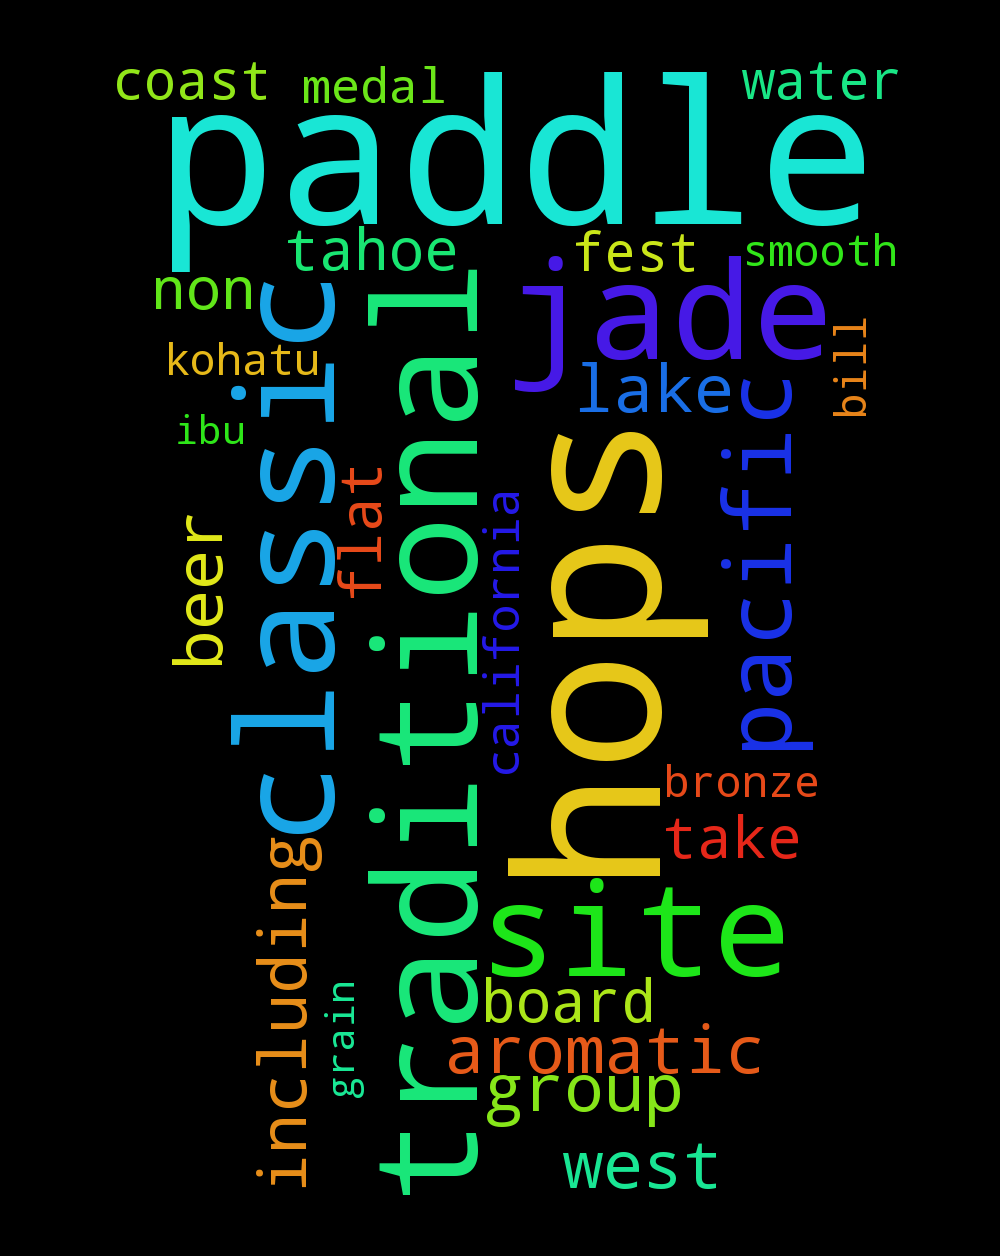 coast
medal
water
paddle
tahoe
fest
smooth
non
jade
kohatu
bill
lake
ibu
classic
traditional
hops
pacific
flat
california
beer
bronze
take
including
site
grain
board
aromatic
group
west